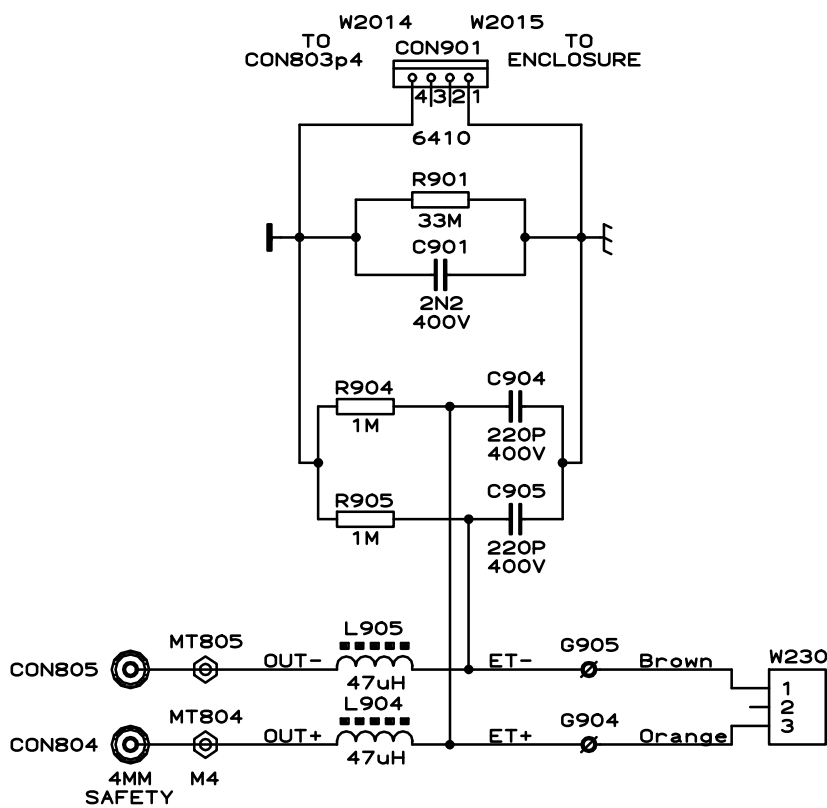 W2014 W2015
TO
CON803p4
CON901
TO
ENCLOSURE
4 3 2 1
6410
R901
33M
C901
2N2
400V
R904
1M
C904
220P
400V
R905
1M
C905
220P
400V
CON805
MT805
OUT-
L905
47uH
ET-
G905
Brown
W230
1
2
3
CON804
MT804
OUT+
L904
47uH
ET+
G904
Orange
4MM
SAFETY
M4